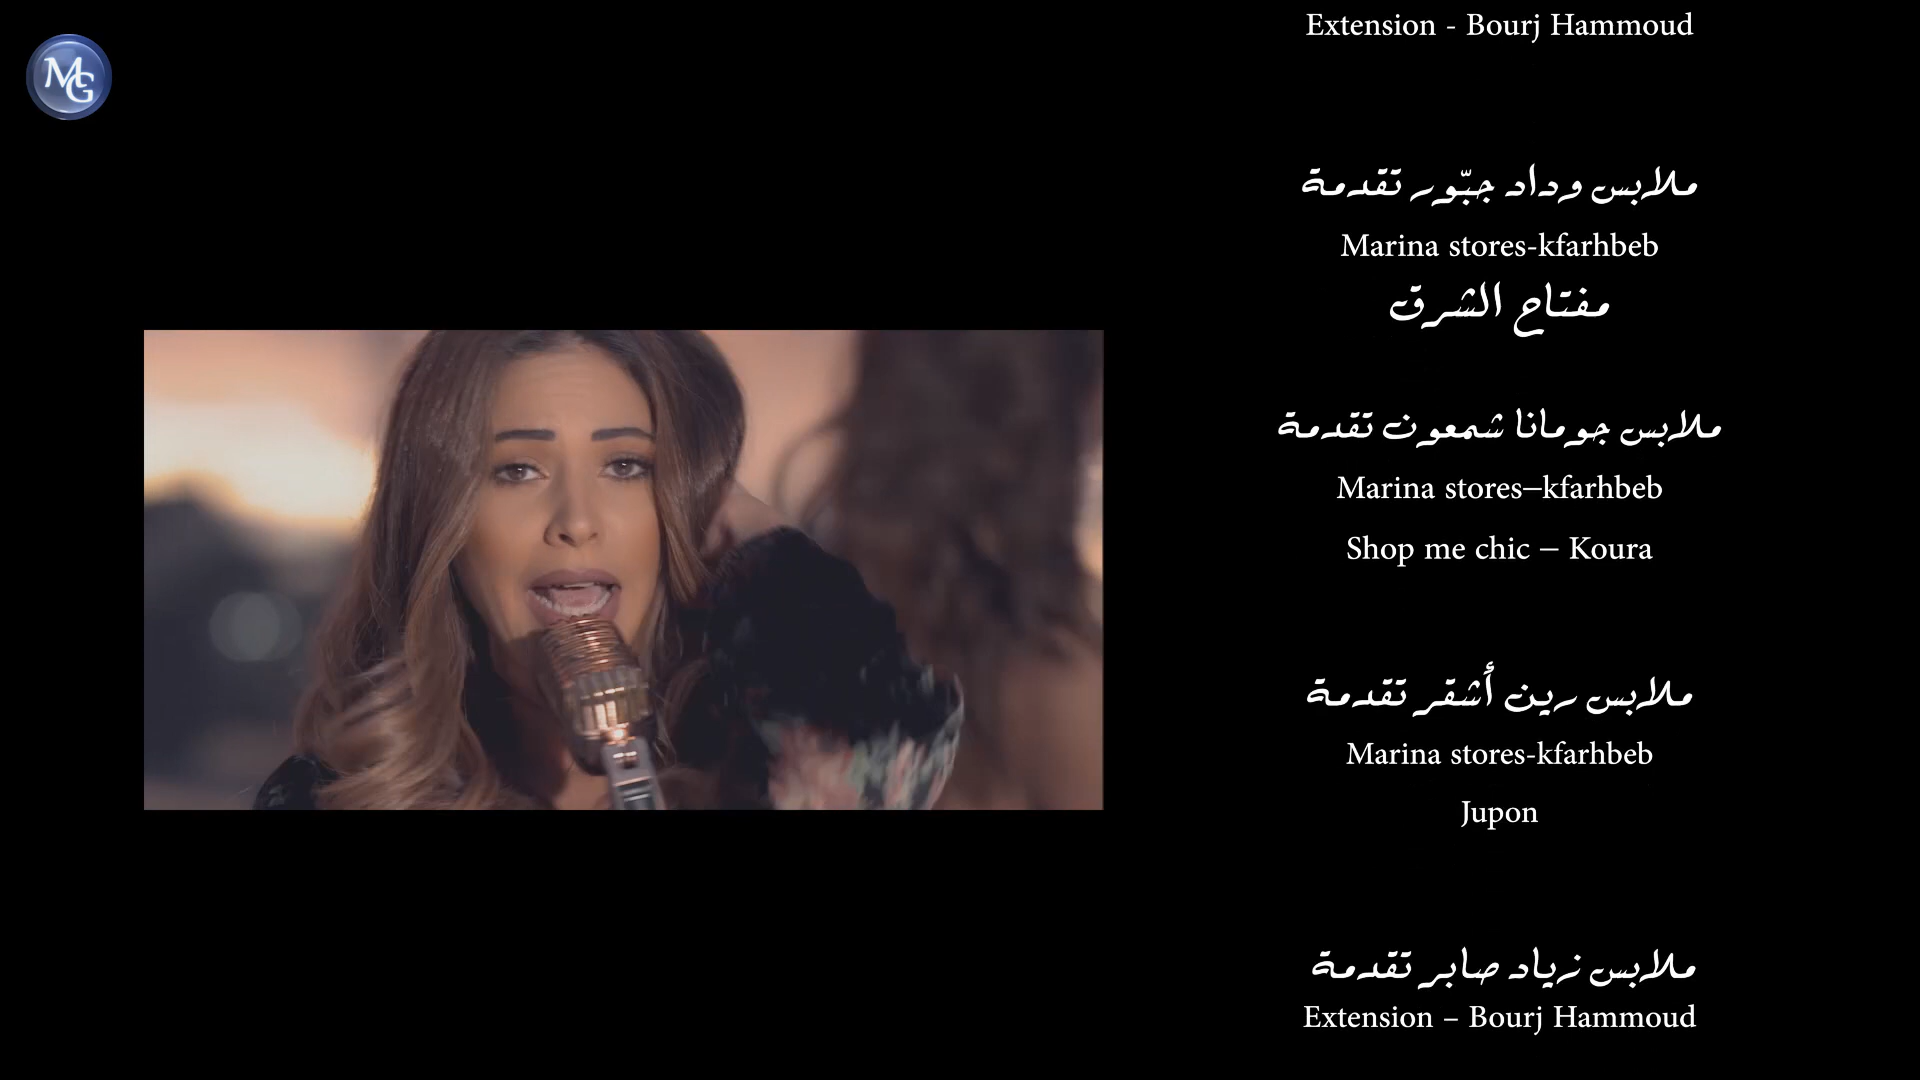 MG
Extension - Bourj Hammoud
ملابس وداد جبّور تقدمة
Marina stores-kfarhbeb
مفتاح الشرق
ملابس جومانا شمعون تقدمة
Marina stores–kfarhbeb
Shop me chic – Koura
ملابس رين أشقر تقدمة
Marina stores-kfarhbeb
Jupon
ملابس زياد صابر تقدمة
Extension – Bourj Hammoud